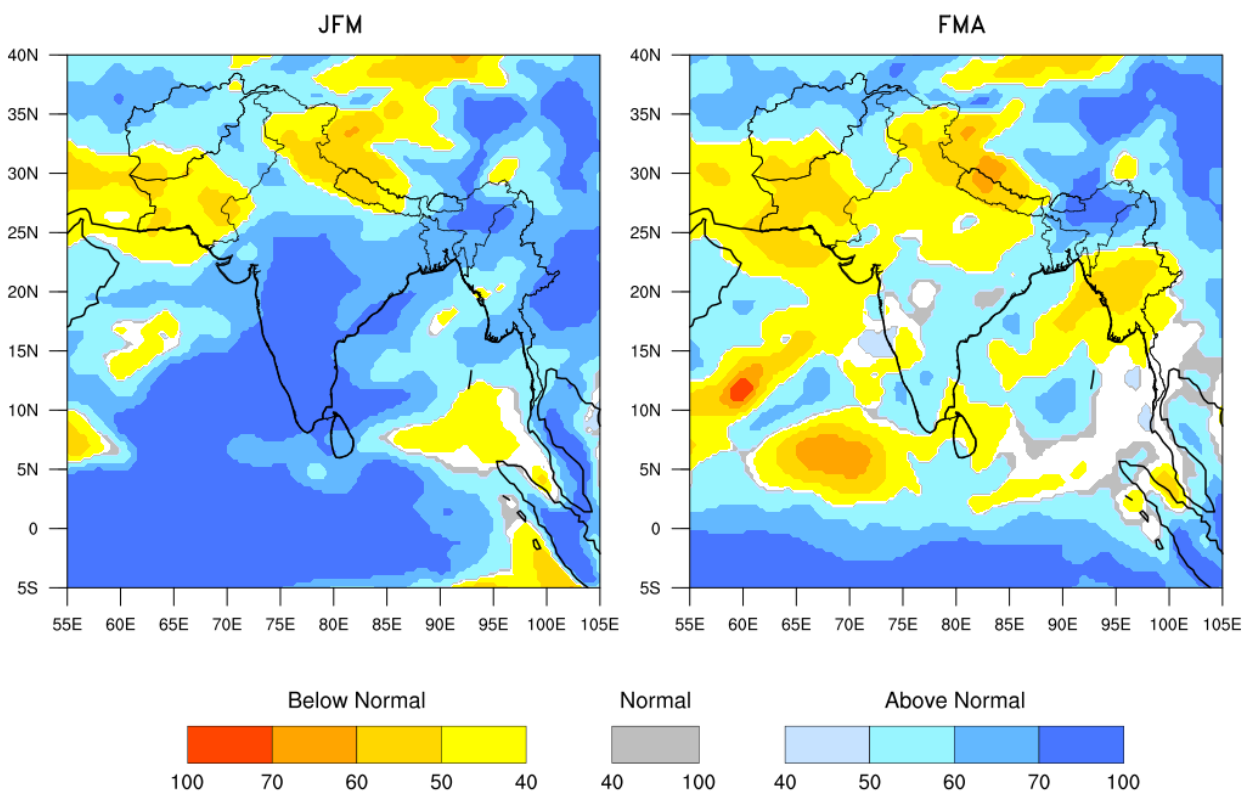 JFM
FMA
40N
35N
30N
25N
20N
15N
10N
5N
0
5S
55E 60E 65E 70E 75E 80E 85E 90E 95E 100E 105E
40N
35N
30N
25N
20N
15N
10N
5N
0
5S
55E 60E 65E 70E 75E 80E 85E 90E 95E 100E 105E
Below Normal Normal Above Normal
100 70 60 50 40 40 100 40 50 60 70 100